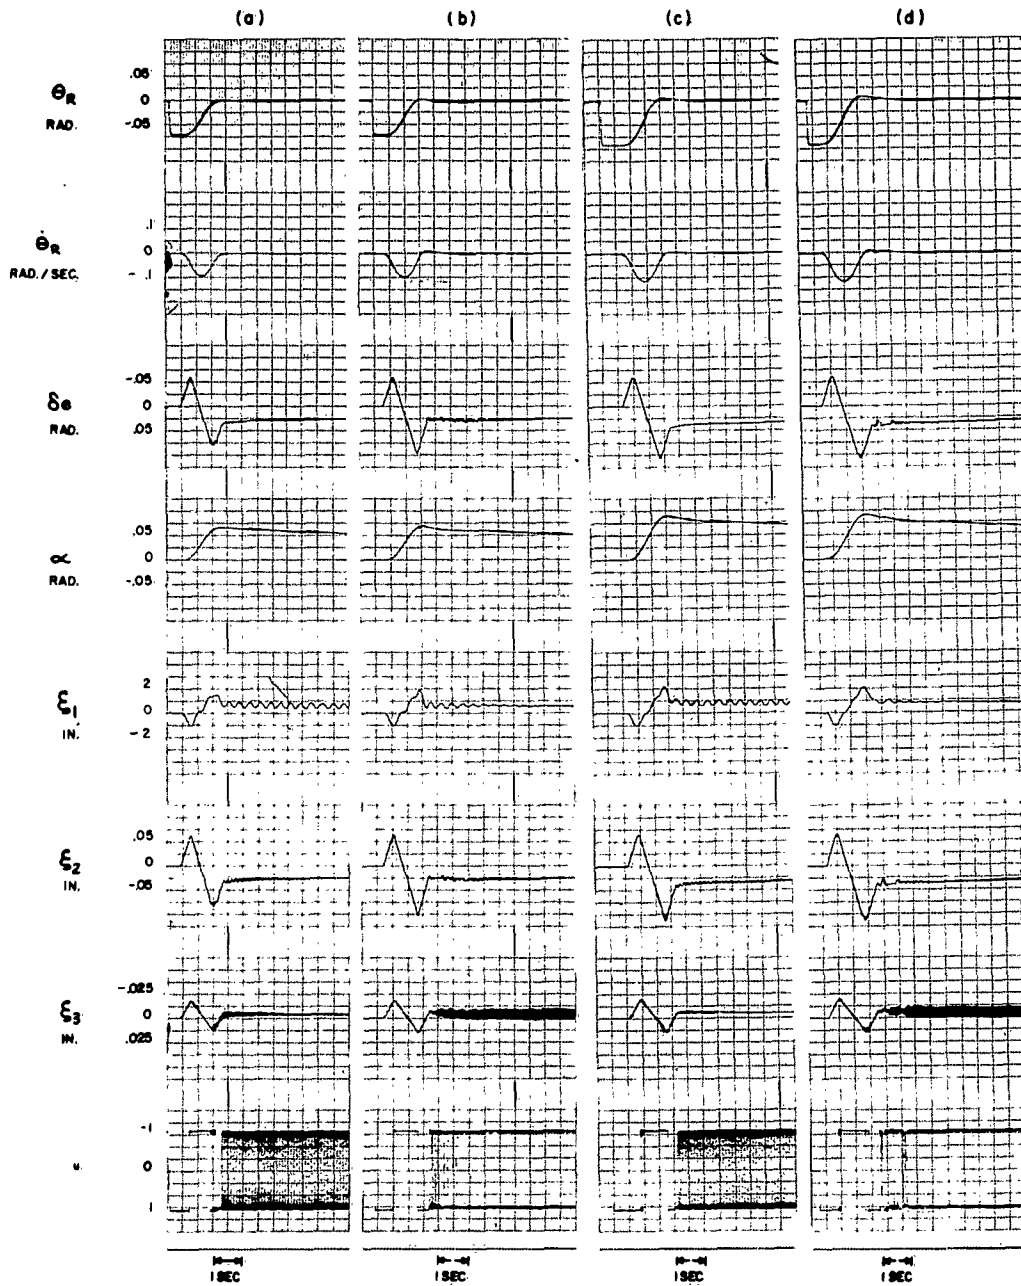 (a) (b) (c) (d)
.05
θR 0
RAD. -.05
.1
θ̇R 0
RAD./SEC. -.1
-.05
δe 0
RAD. .05
.05
α 0
RAD. -.05
2
ξ1 0
IN. -2
.05
ξ2 0
IN. -.05
-.025
ξ3 0
IN. .025
-1
u 0
1
1 SEC 1 SEC 1 SEC 1 SEC